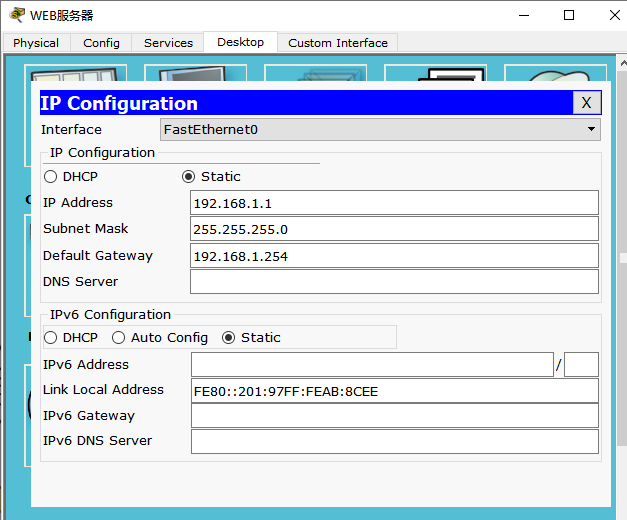 WEB服务器
Physical Config Services Desktop Custom Interface
IP Configuration X
Interface FastEthernet0
IP Configuration
DHCP Static
IP Address 192.168.1.1
Subnet Mask 255.255.255.0
Default Gateway 192.168.1.254
DNS Server
IPv6 Configuration
DHCP Auto Config Static
IPv6 Address /
Link Local Address FE80::201:97FF:FEAB:8CEE
IPv6 Gateway
IPv6 DNS Server